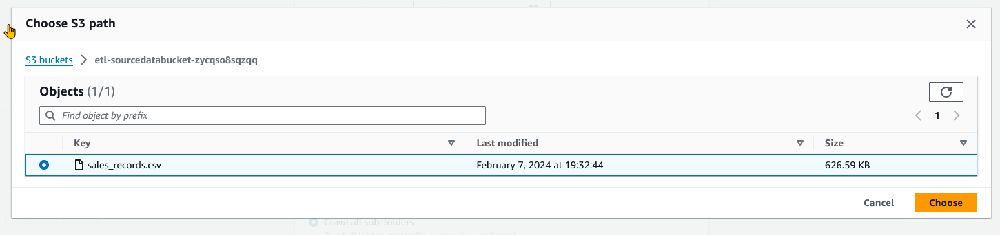 Choose S3 path
S3 buckets > etl-sourcedatabucket-zycqso8sqzqq
Objects (1/1)
Find object by prefix
1
Key Last modified Size
sales_records.csv February 7, 2024 at 19:32:44 626.59 KB
Cancel Choose
Crawl all sub-folders